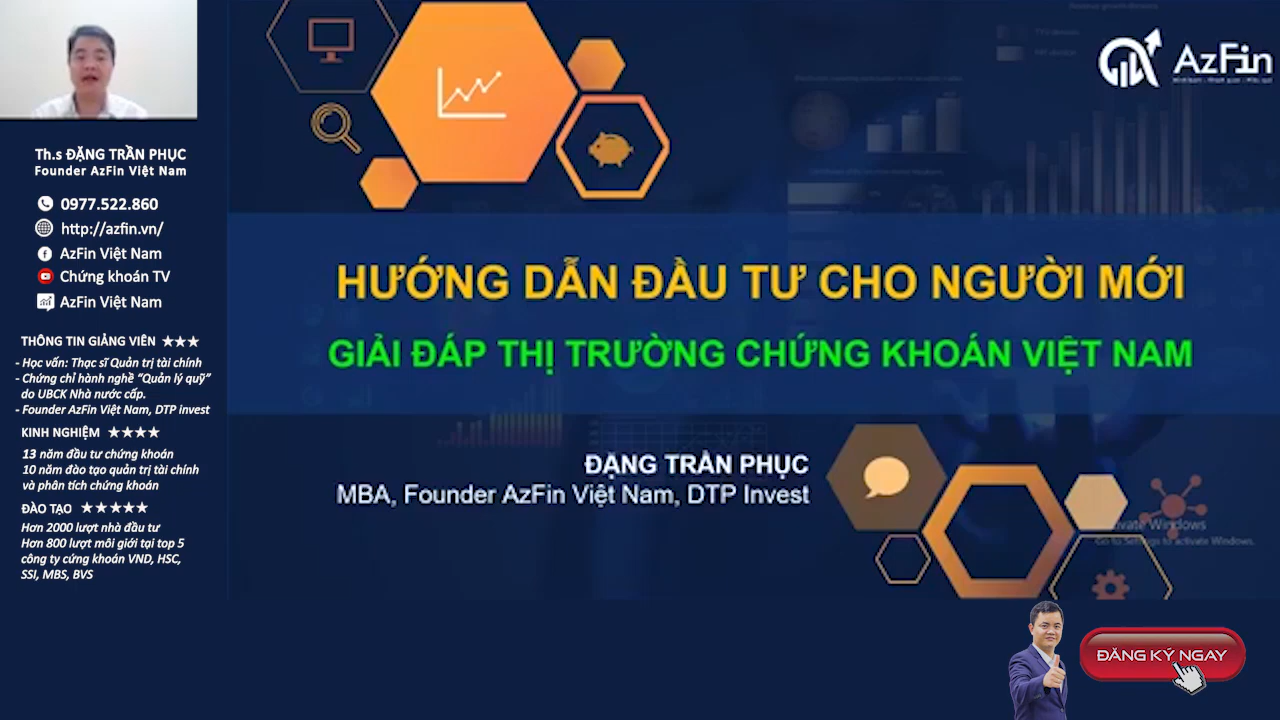 Th.s ĐẶNG TRẦN PHỤC
Founder AzFin Việt Nam
0977.522.860
http://azfin.vn/
AzFin Việt Nam
Chứng khoán TV
AzFin Việt Nam
THÔNG TIN GIẢNG VIÊN ★★★
- Học vấn: Thạc sĩ Quản trị tài chính
- Chứng chỉ hành nghề “Quản lý quỹ”
do UBCK Nhà nước cấp.
- Founder AzFin Việt Nam, DTP invest
KINH NGHIỆM ★★★★
13 năm đầu tư chứng khoán
10 năm đào tạo quản trị tài chính
và phân tích chứng khoán
ĐÀO TẠO ★★★★★
Hơn 2000 lượt nhà đầu tư
Hơn 800 lượt môi giới tại top 5
công ty cứng khoán VND, HSC,
SSI, MBS, BVS
AzFin
HƯỚNG DẪN ĐẦU TƯ CHO NGƯỜI MỚI
GIẢI ĐÁP THỊ TRƯỜNG CHỨNG KHOÁN VIỆT NAM
ĐẶNG TRẦN PHỤC
MBA, Founder AzFin Việt Nam, DTP Invest
Windows
Go to Settings to activate Windows.
ĐĂNG KÝ NGAY